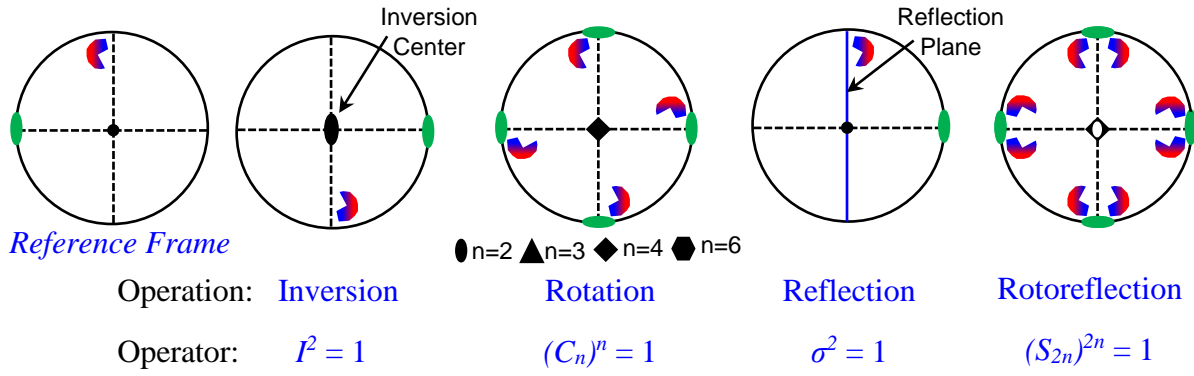 Inversion
Center
Reflection
Plane
Reference Frame
n=2 n=3 n=4 n=6
Operation: Inversion Rotation Reflection Rotoreflection
Operator: I² = 1 (Cₙ)ⁿ = 1 σ² = 1 (S₂ₙ)²ⁿ = 1